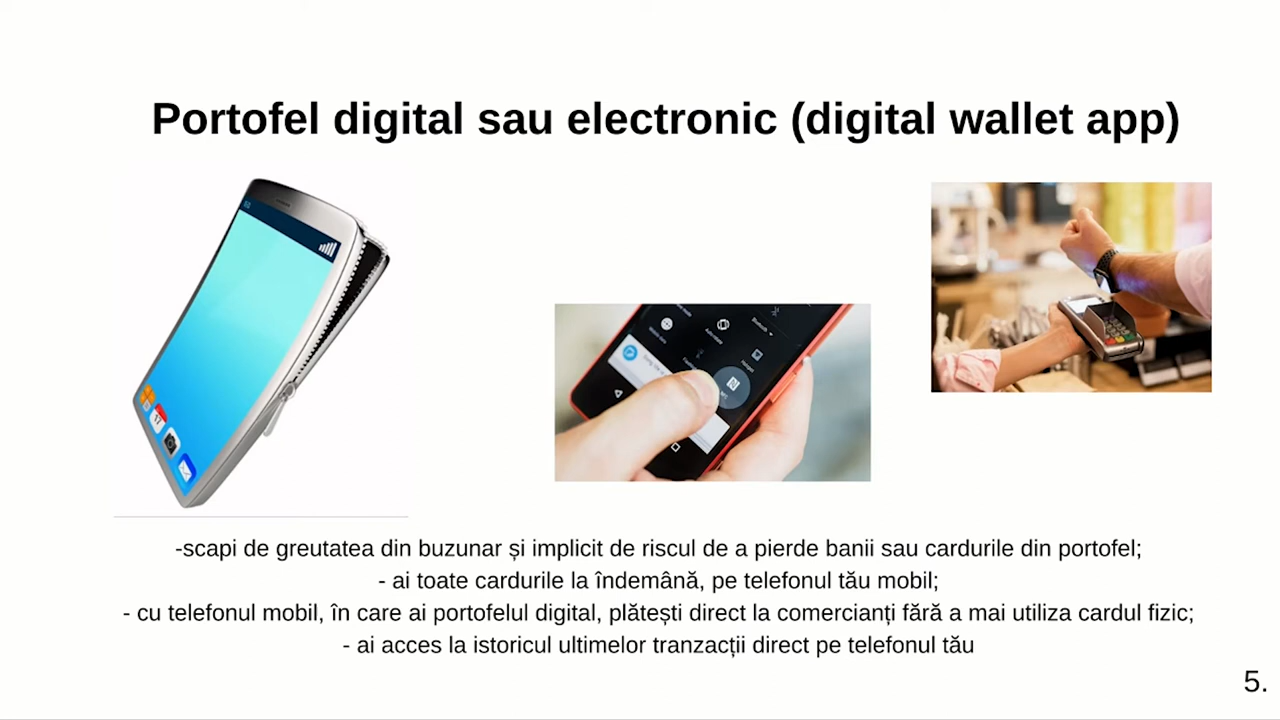 Portofel digital sau electronic (digital wallet app)
17
-scapi de greutatea din buzunar și implicit de riscul de a pierde banii sau cardurile din portofel;
- ai toate cardurile la îndemână, pe telefonul tău mobil;
- cu telefonul mobil, în care ai portofelul digital, plătești direct la comercianți fără a mai utiliza cardul fizic;
- ai acces la istoricul ultimelor tranzacții direct pe telefonul tău
5.